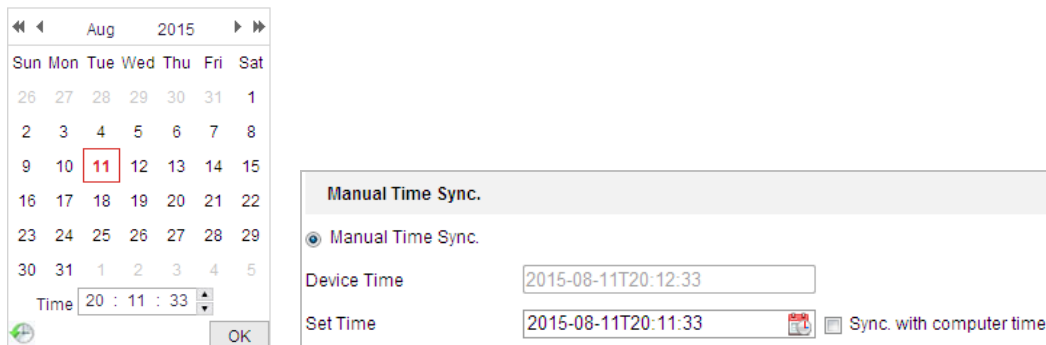 Aug 2015
Sun Mon Tue Wed Thu Fri Sat
26 27 28 29 30 31 1
2 3 4 5 6 7 8
9 10 11 12 13 14 15
16 17 18 19 20 21 22
23 24 25 26 27 28 29
30 31 1 2 3 4 5
Time 20 : 11 : 33
OK
Manual Time Sync.
Manual Time Sync.
Device Time 2015-08-11T20:12:33
Set Time 2015-08-11T20:11:33 Sync. with computer time